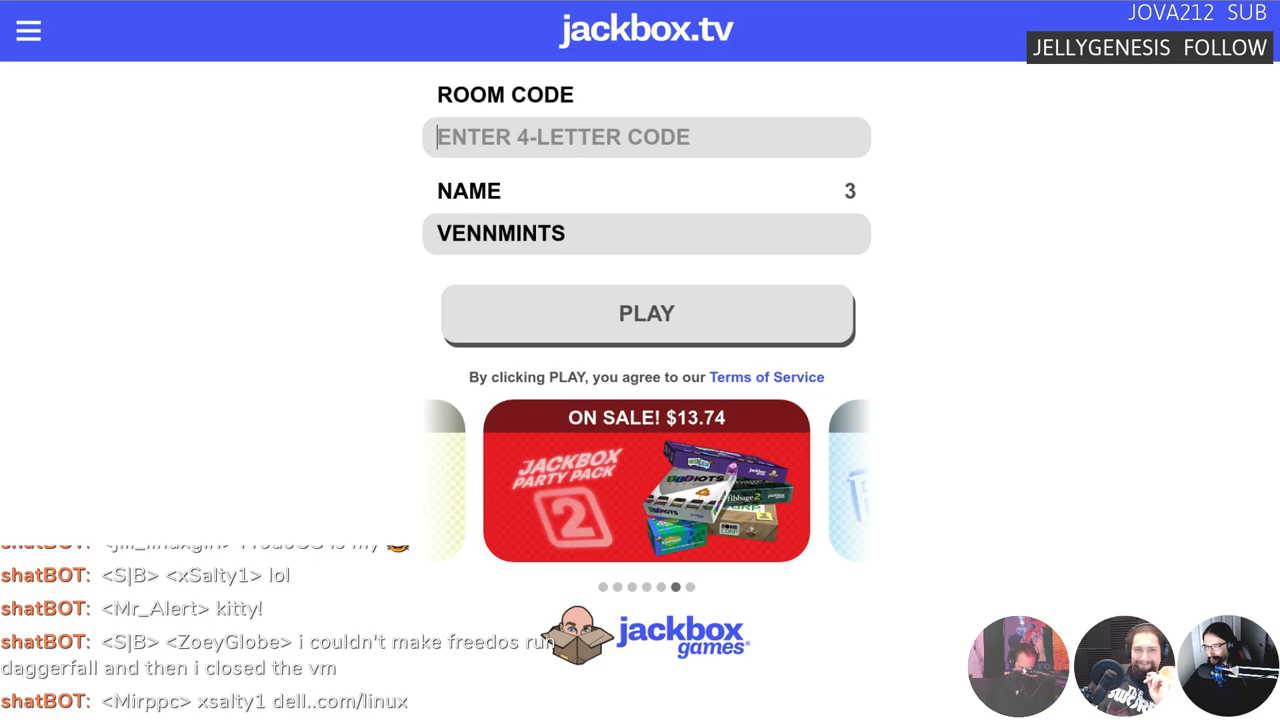 jackbox.tv
JOVA212 SUB
JELLYGENESIS FOLLOW
ROOM CODE
ENTER 4-LETTER CODE
NAME 3
VENNMINTS
PLAY
By clicking PLAY, you agree to our Terms of Service
ON SALE! $13.74
JACKBOX
PARTY PACK
2
fibbage 2
jackbox
games
shatBOT: <S|B> <xSalty1> lol
shatBOT: <Mr_Alert> kitty!
shatBOT: <S|B> <ZoeyGlobe> i couldn't make freedos run
daggerfall and then i closed the vm
shatBOT: <Mirppc> xsalty1 dell..com/linux